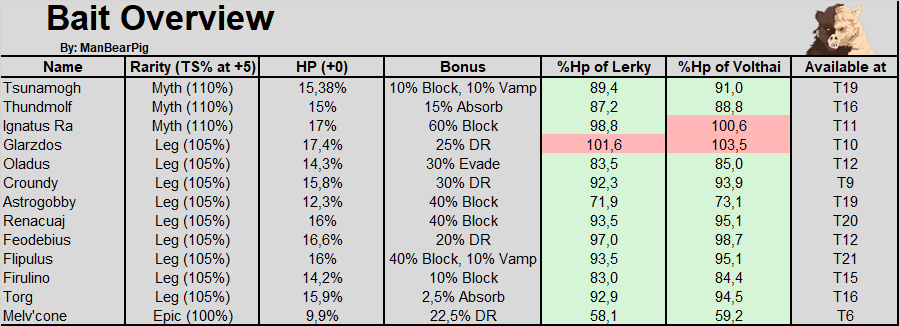 Bait Overview
By: ManBearPig
Name Rarity (TS% at +5) HP (+0) Bonus %Hp of Lerky %Hp of Volthai Available at
Tsunamogh Myth (110%) 15,38% 10% Block, 10% Vamp 89,4 91,0 T19
Thundmolf Myth (110%) 15% 15% Absorb 87,2 88,8 T16
Ignatus Ra Myth (110%) 17% 60% Block 98,8 100,6 T11
Glarzdos Leg (105%) 17,4% 25% DR 101,6 103,5 T10
Oladus Leg (105%) 14,3% 30% Evade 83,5 85,0 T12
Croundy Leg (105%) 15,8% 30% DR 92,3 93,9 T9
Astrogobby Leg (105%) 12,3% 40% Block 71,9 73,1 T19
Renacuaj Leg (105%) 16% 40% Block 93,5 95,1 T20
Feodebius Leg (105%) 16,6% 20% DR 97,0 98,7 T12
Flipulus Leg (105%) 16% 40% Block, 10% Vamp 93,5 95,1 T21
Firulino Leg (105%) 14,2% 10% Block 83,0 84,4 T15
Torg Leg (105%) 15,9% 2,5% Absorb 92,9 94,5 T16
Melv'cone Epic (100%) 9,9% 22,5% DR 58,1 59,2 T6